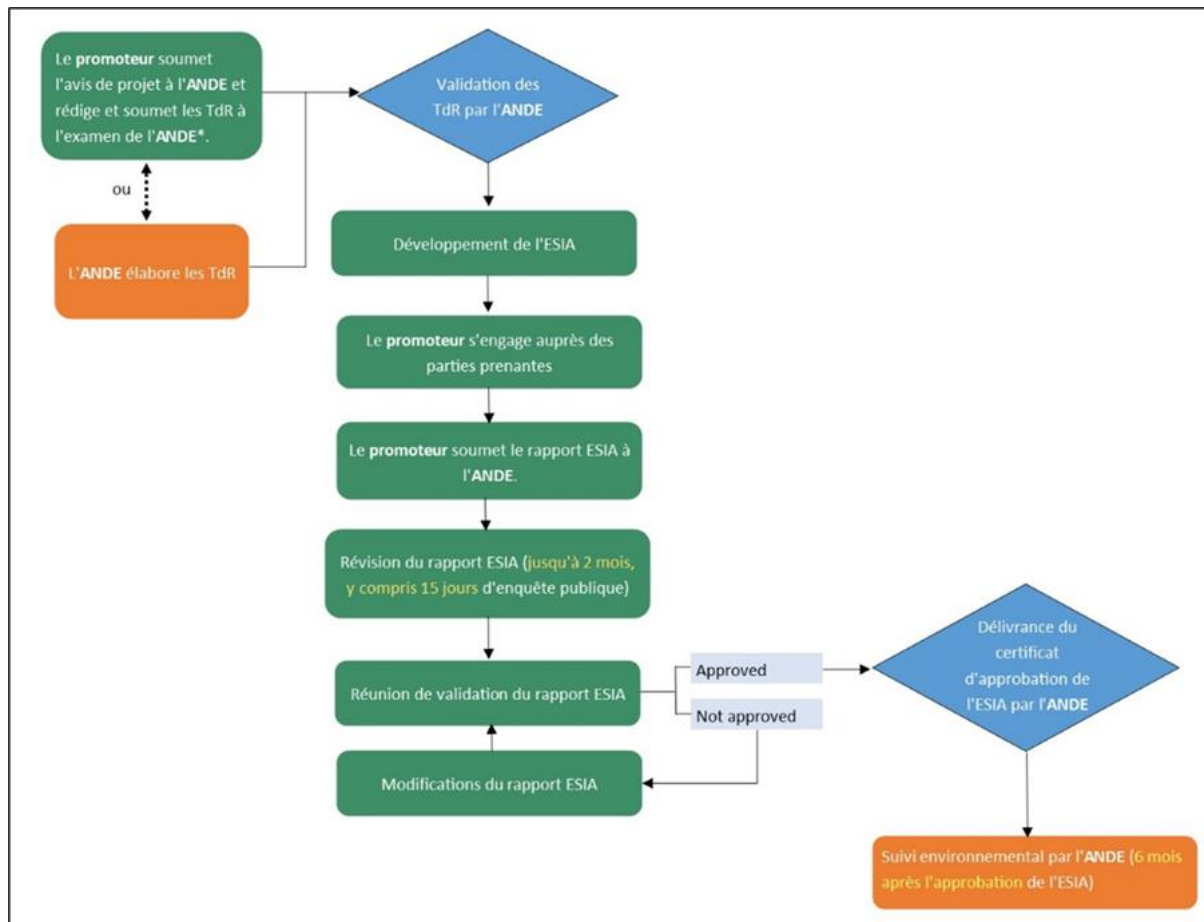 Le promoteur soumet
l'avis de projet à l'ANDE et
rédige et soumet les TdR à
l'examen de l'ANDE*.
ou
L'ANDE élabore les TdR
Validation des
TdR par l'ANDE
Développement de l'ESIA
Le promoteur s'engage auprès des
parties prenantes
Le promoteur soumet le rapport ESIA à
l'ANDE.
Révision du rapport ESIA (jusqu'à 2 mois,
y compris 15 jours d'enquête publique)
Réunion de validation du rapport ESIA
Approved
Not approved
Modifications du rapport ESIA
Délivrance du
certificat
d'approbation de
l'ESIA par l'ANDE
Suivi environnemental par l'ANDE (6 mois
après l'approbation de l'ESIA)